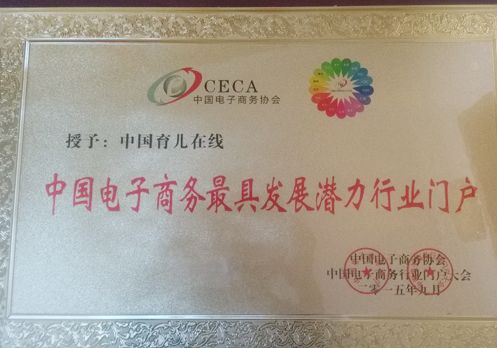 CECA
中国电子商务协会
授予：中国育儿在线
中国电子商务最具发展潜力行业门户
中国电子商务协会
中国电子商务行业门户大会
二零一五年九月